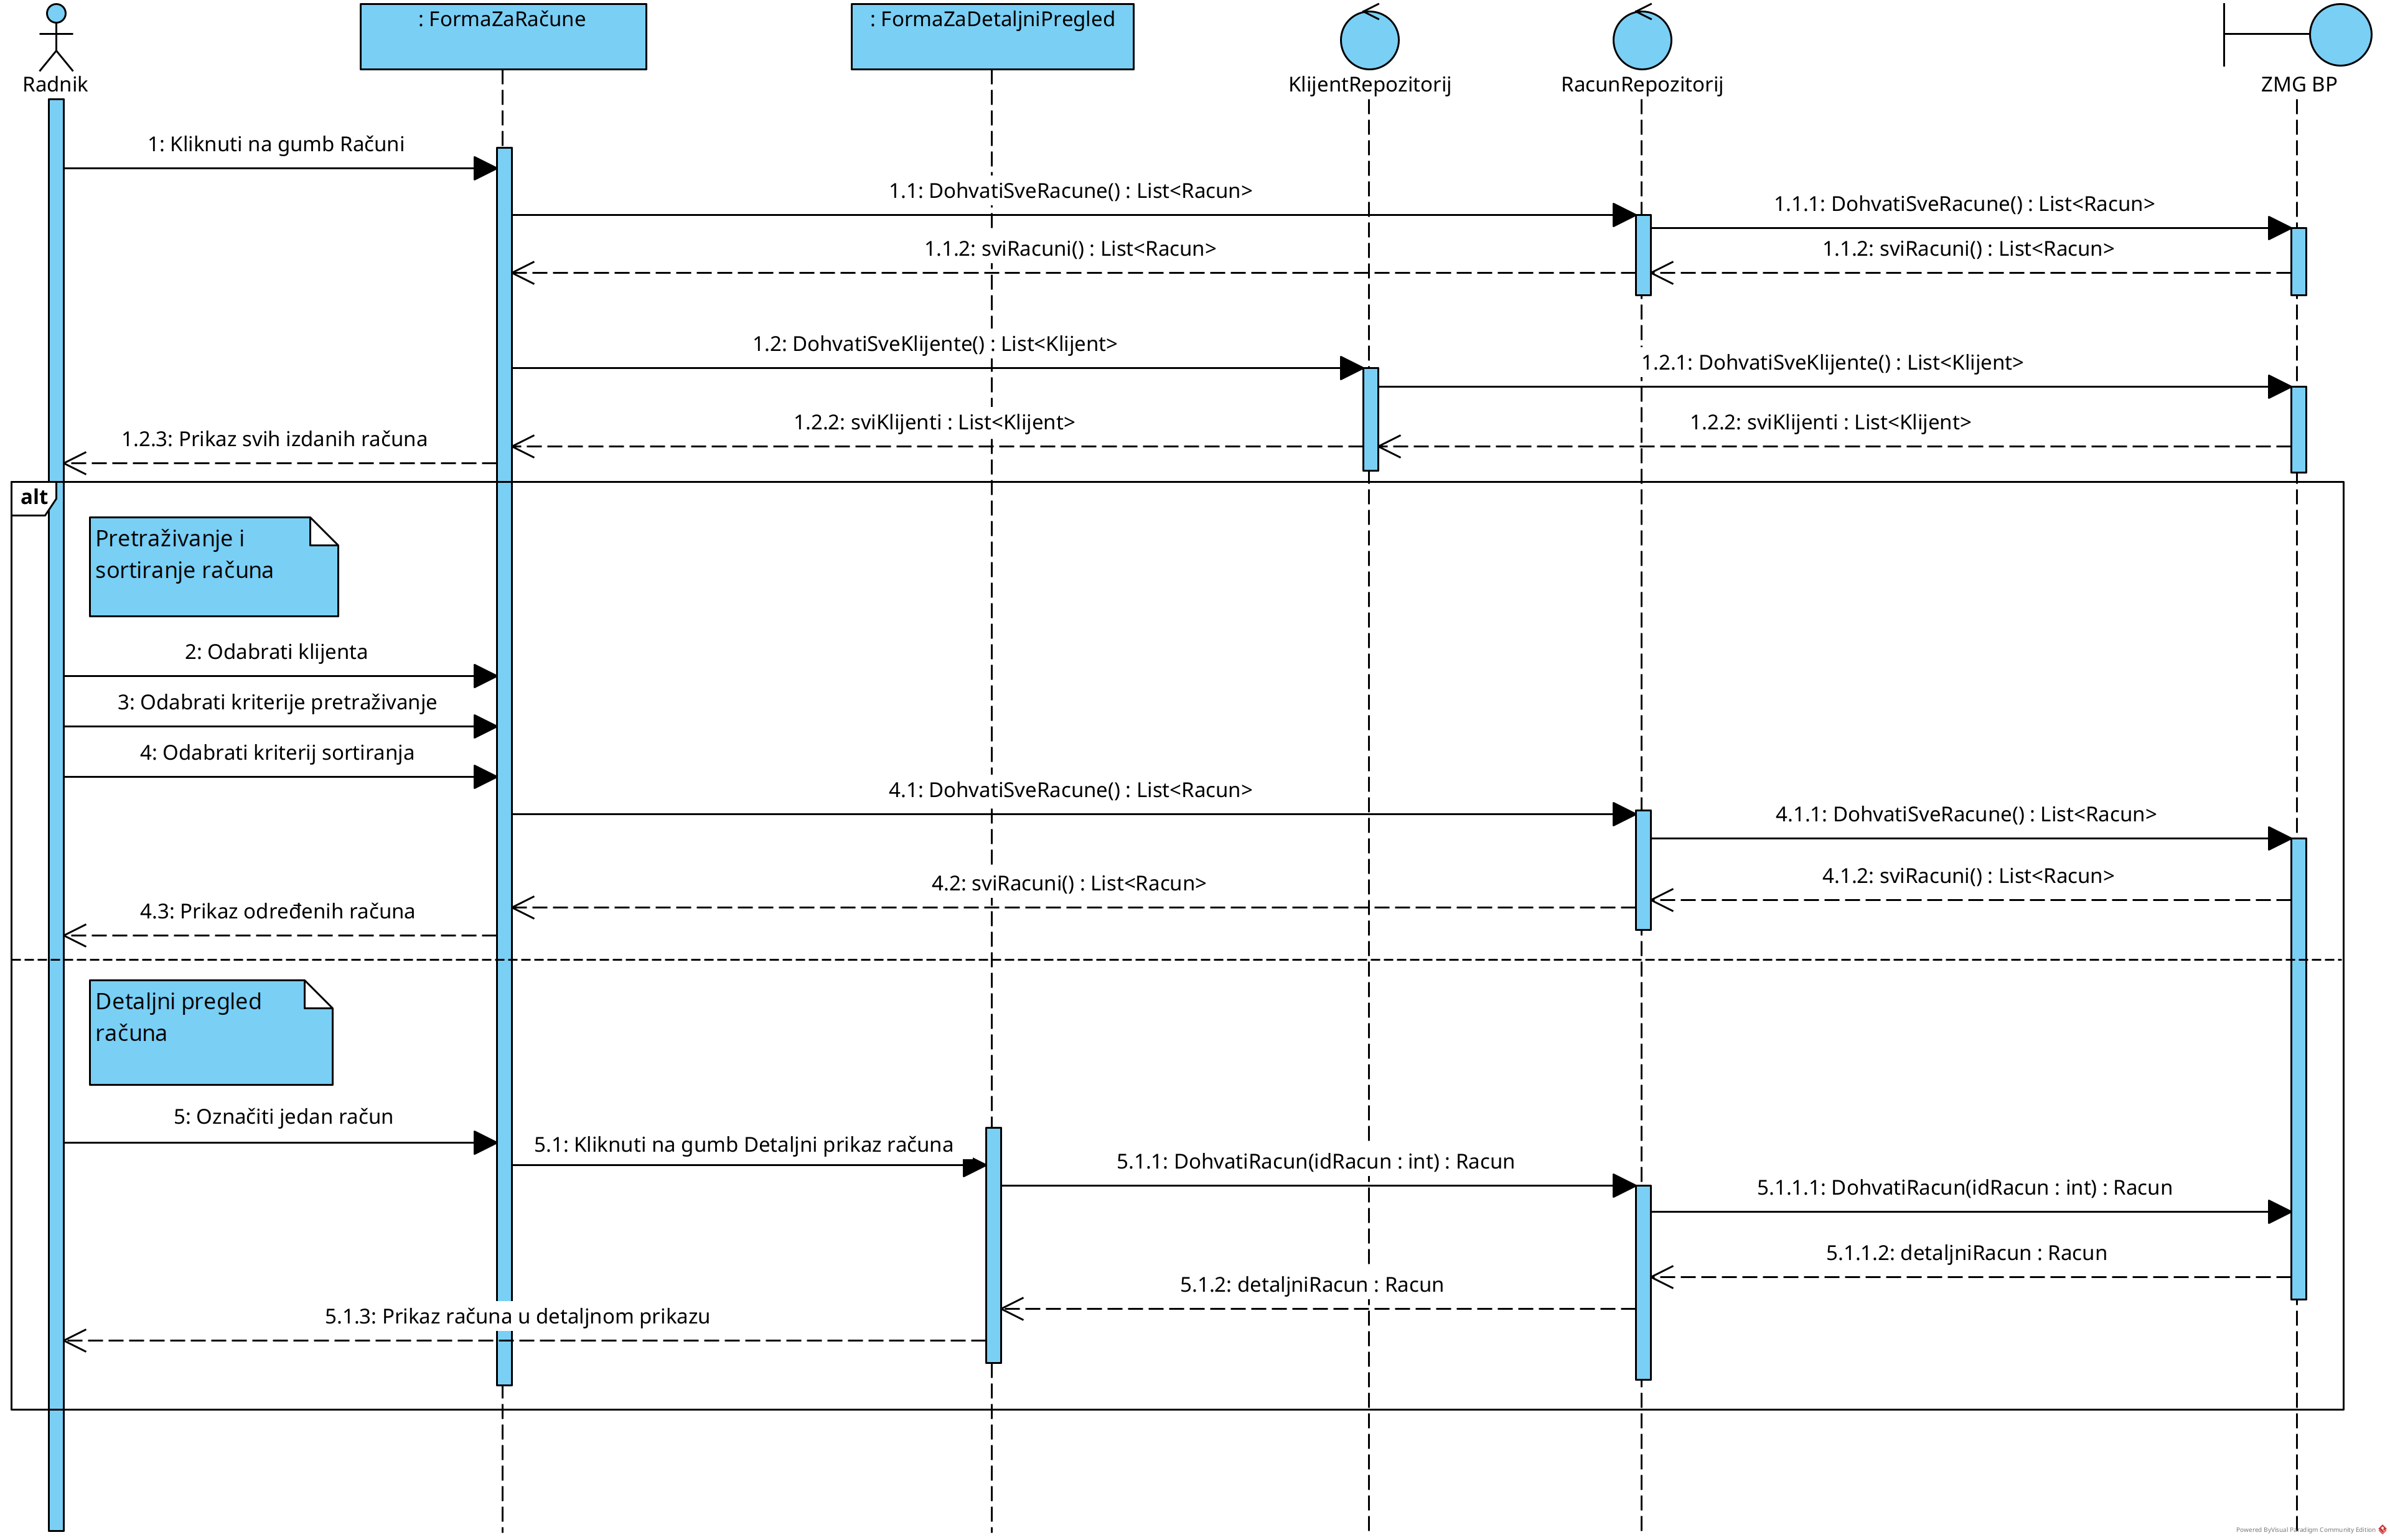 : FormaZaRačune
: FormaZaDetaljniPregled
Radnik
KlijentRepozitorij
RacunRepozitorij
ZMG BP
1: Kliknuti na gumb Računi
1.1: DohvatiSveRacune() : List<Racun>
1.1.1: DohvatiSveRacune() : List<Racun>
1.1.2: sviRacuni() : List<Racun>
1.1.2: sviRacuni() : List<Racun>
1.2: DohvatiSveKlijente() : List<Klijent>
1.2.1: DohvatiSveKlijente() : List<Klijent>
1.2.2: sviKlijenti : List<Klijent>
1.2.2: sviKlijenti : List<Klijent>
1.2.3: Prikaz svih izdanih računa
alt
Pretraživanje i
sortiranje računa
2: Odabrati klijenta
3: Odabrati kriterije pretraživanje
4: Odabrati kriterij sortiranja
4.1: DohvatiSveRacune() : List<Racun>
4.1.1: DohvatiSveRacune() : List<Racun>
4.1.2: sviRacuni() : List<Racun>
4.2: sviRacuni() : List<Racun>
4.3: Prikaz određenih računa
Detaljni pregled
računa
5: Označiti jedan račun
5.1: Kliknuti na gumb Detaljni prikaz računa
5.1.1: DohvatiRacun(idRacun : int) : Racun
5.1.1.1: DohvatiRacun(idRacun : int) : Racun
5.1.1.2: detaljniRacun : Racun
5.1.2: detaljniRacun : Racun
5.1.3: Prikaz računa u detaljnom prikazu
Powered ByVisual Paradigm Community Edition